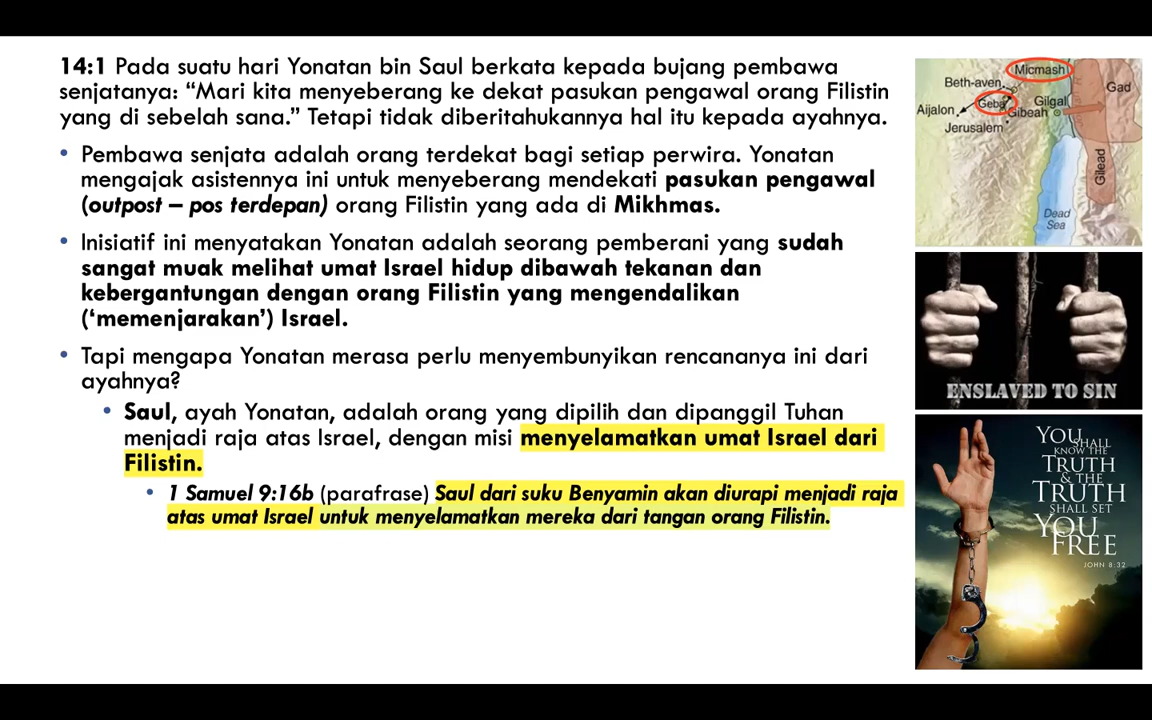 14:1 Pada suatu hari Yonatan bin Saul berkata kepada bujang pembawa
senjatanya: “Mari kita menyeberang ke dekat pasukan pengawal orang Filistin
yang di sebelah sana.” Tetapi tidak diberitahukannya hal itu kepada ayahnya.
• Pembawa senjata adalah orang terdekat bagi setiap perwira. Yonatan
mengajak asistennya ini untuk menyeberang mendekati pasukan pengawal
(outpost – pos terdepan) orang Filistin yang ada di Mikhmas.
• Inisiatif ini menyatakan Yonatan adalah seorang pemberani yang sudah
sangat muak melihat umat Israel hidup dibawah tekanan dan
kebergantungan dengan orang Filistin yang mengendalikan
(‘memenjarakan’) Israel.
• Tapi mengapa Yonatan merasa perlu menyembunyikan rencananya ini dari
ayahnya?
• Saul, ayah Yonatan, adalah orang yang dipilih dan dipanggil Tuhan
menjadi raja atas Israel, dengan misi menyelamatkan umat Israel dari
Filistin.
• 1 Samuel 9:16b (parafrase) Saul dari suku Benyamin akan diurapi menjadi raja
atas umat Israel untuk menyelamatkan mereka dari tangan orang Filistin.
Micmash
Beth-aven
Gad
Geba
Gilgal
Aijalon
Gibeah
Jerusalem
Gilead
Dead
Sea
ENSLAVED TO SIN
YOU
SHALL
KNOW THE
TRUTH
& THE
TRUTH
SHALL SET
YOU
FREE
JOHN 8:32